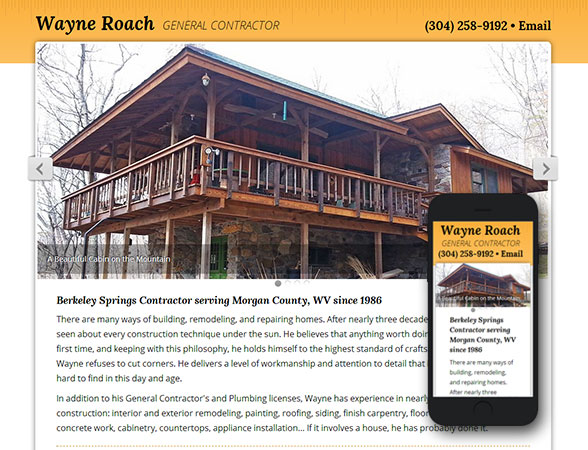 Wayne Roach GENERAL CONTRACTOR (304) 258-9192 • Email
A Beautiful Cabin on the Mountain
Berkeley Springs Contractor serving Morgan County, WV since 1986
There are many ways of building, remodeling, and repairing homes. After nearly three decade
seen about every construction technique under the sun. He believes that anything worth doi
first time, and keeping with this philosophy, he holds himself to the highest standard of crafts
Wayne refuses to cut corners. He delivers a level of workmanship and attention to detail that
hard to find in this day and age.
In addition to his General Contractor's and Plumbing licenses, Wayne has experience in nearly
construction: interior and exterior remodeling, painting, roofing, siding, finish carpentry, floor
concrete work, cabinetry, countertops, appliance installation... If it involves a house, he has probably done it.
Wayne Roach
GENERAL CONTRACTOR
(304) 258-9192 • Email
A Beautiful Cabin on the Mountain
Berkeley Springs
Contractor serving
Morgan County, WV
since 1986
There are many ways of
building, remodeling,
and repairing homes.
After nearly three